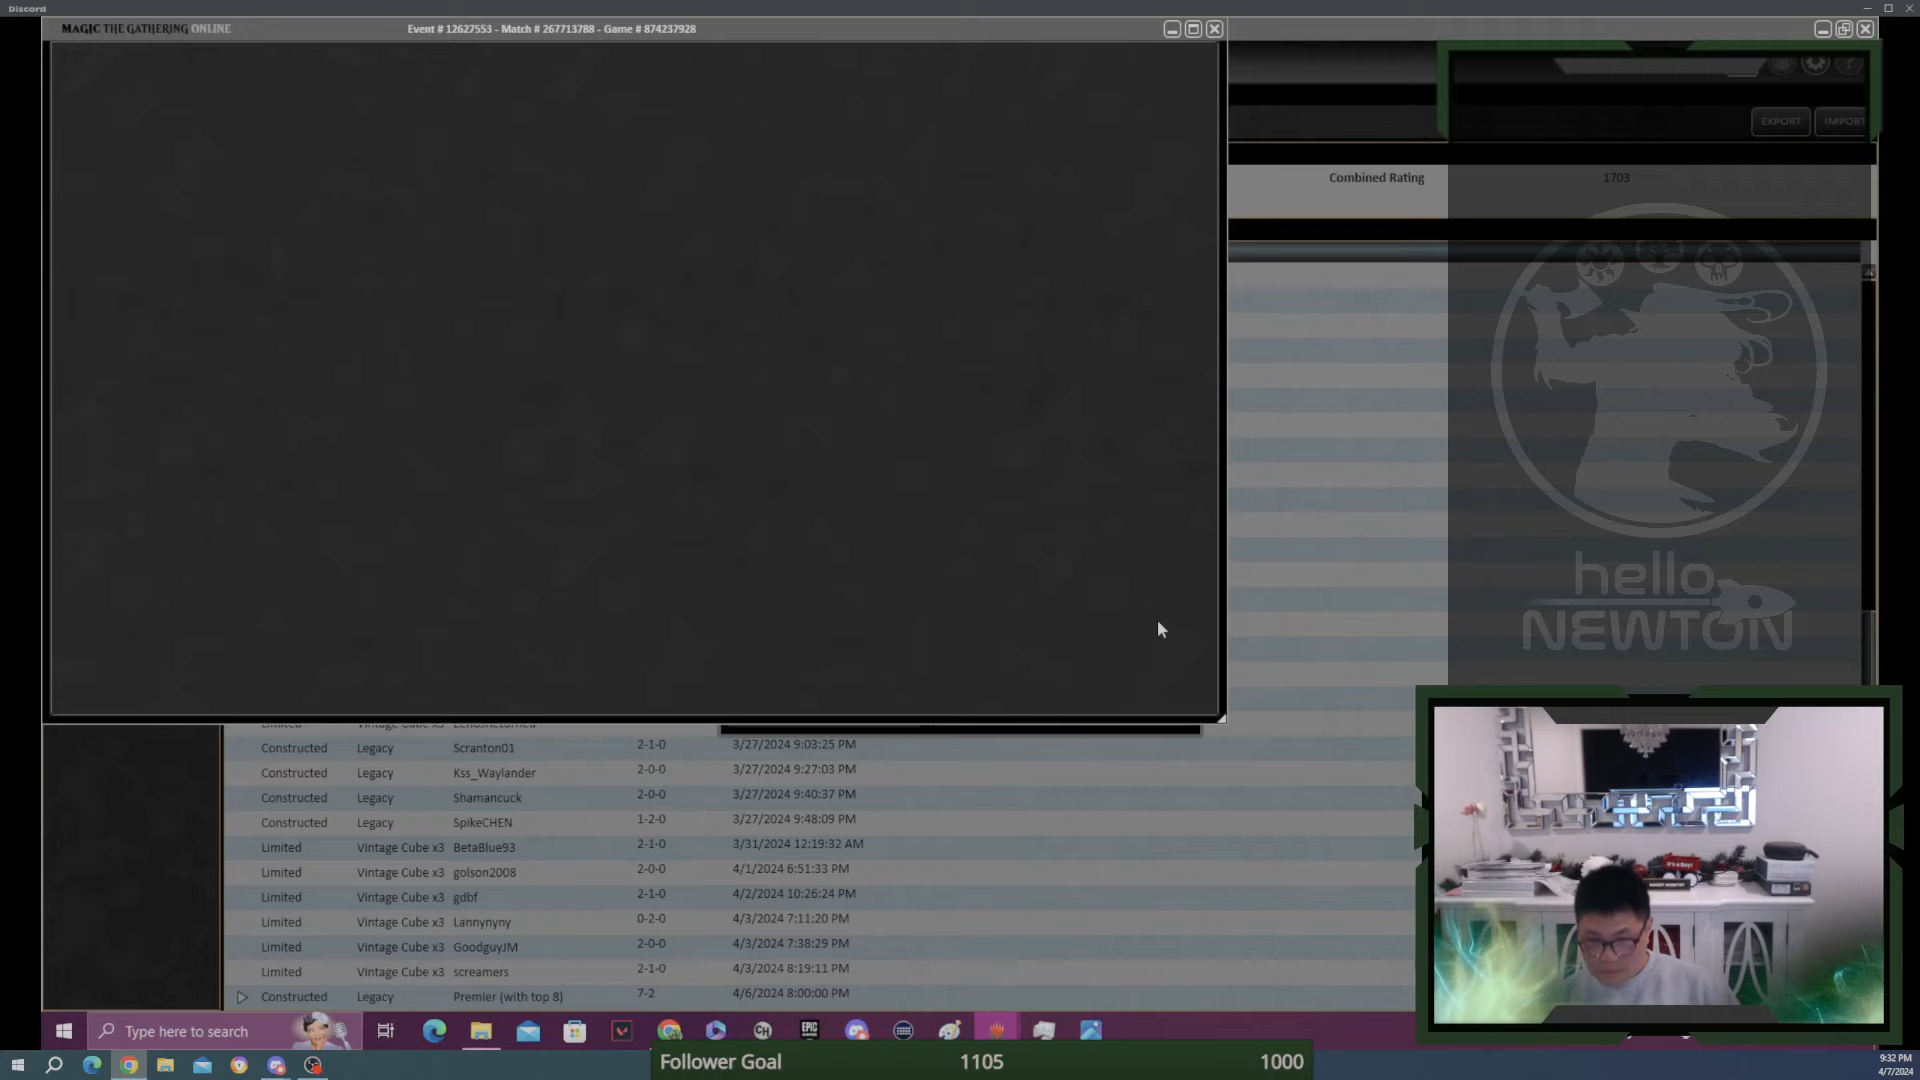 Discord
MAGIC THE GATHERING ONLINE
Event # 12627553 - Match # 267713788 - Game # 874237928
EXPORT
IMPORT
Combined Rating 1703
hello
NEWTON
Limited Vintage Cube x3
Constructed Legacy Scranton01 2-1-0 3/27/2024 9:03:25 PM
Constructed Legacy Kss_Waylander 2-0-0 3/27/2024 9:27:03 PM
Constructed Legacy Shamancuck 2-0-0 3/27/2024 9:40:37 PM
Constructed Legacy SpikeCHEN 1-2-0 3/27/2024 9:48:09 PM
Limited Vintage Cube x3 BetaBlue93 2-1-0 3/31/2024 12:19:32 AM
Limited Vintage Cube x3 golson2008 2-0-0 4/1/2024 6:51:33 PM
Limited Vintage Cube x3 gdbf 2-1-0 4/2/2024 10:26:24 PM
Limited Vintage Cube x3 Lannynyny 0-2-0 4/3/2024 7:11:20 PM
Limited Vintage Cube x3 GoodguyJM 2-0-0 4/3/2024 7:38:29 PM
Limited Vintage Cube x3 screamers 2-1-0 4/3/2024 8:19:11 PM
Constructed Legacy Premier (with top 8) 7-2 4/6/2024 8:00:00 PM
Type here to search
CH
EPIC
Follower Goal 1105 1000
9:32 PM
4/7/2024
It's a Boy!